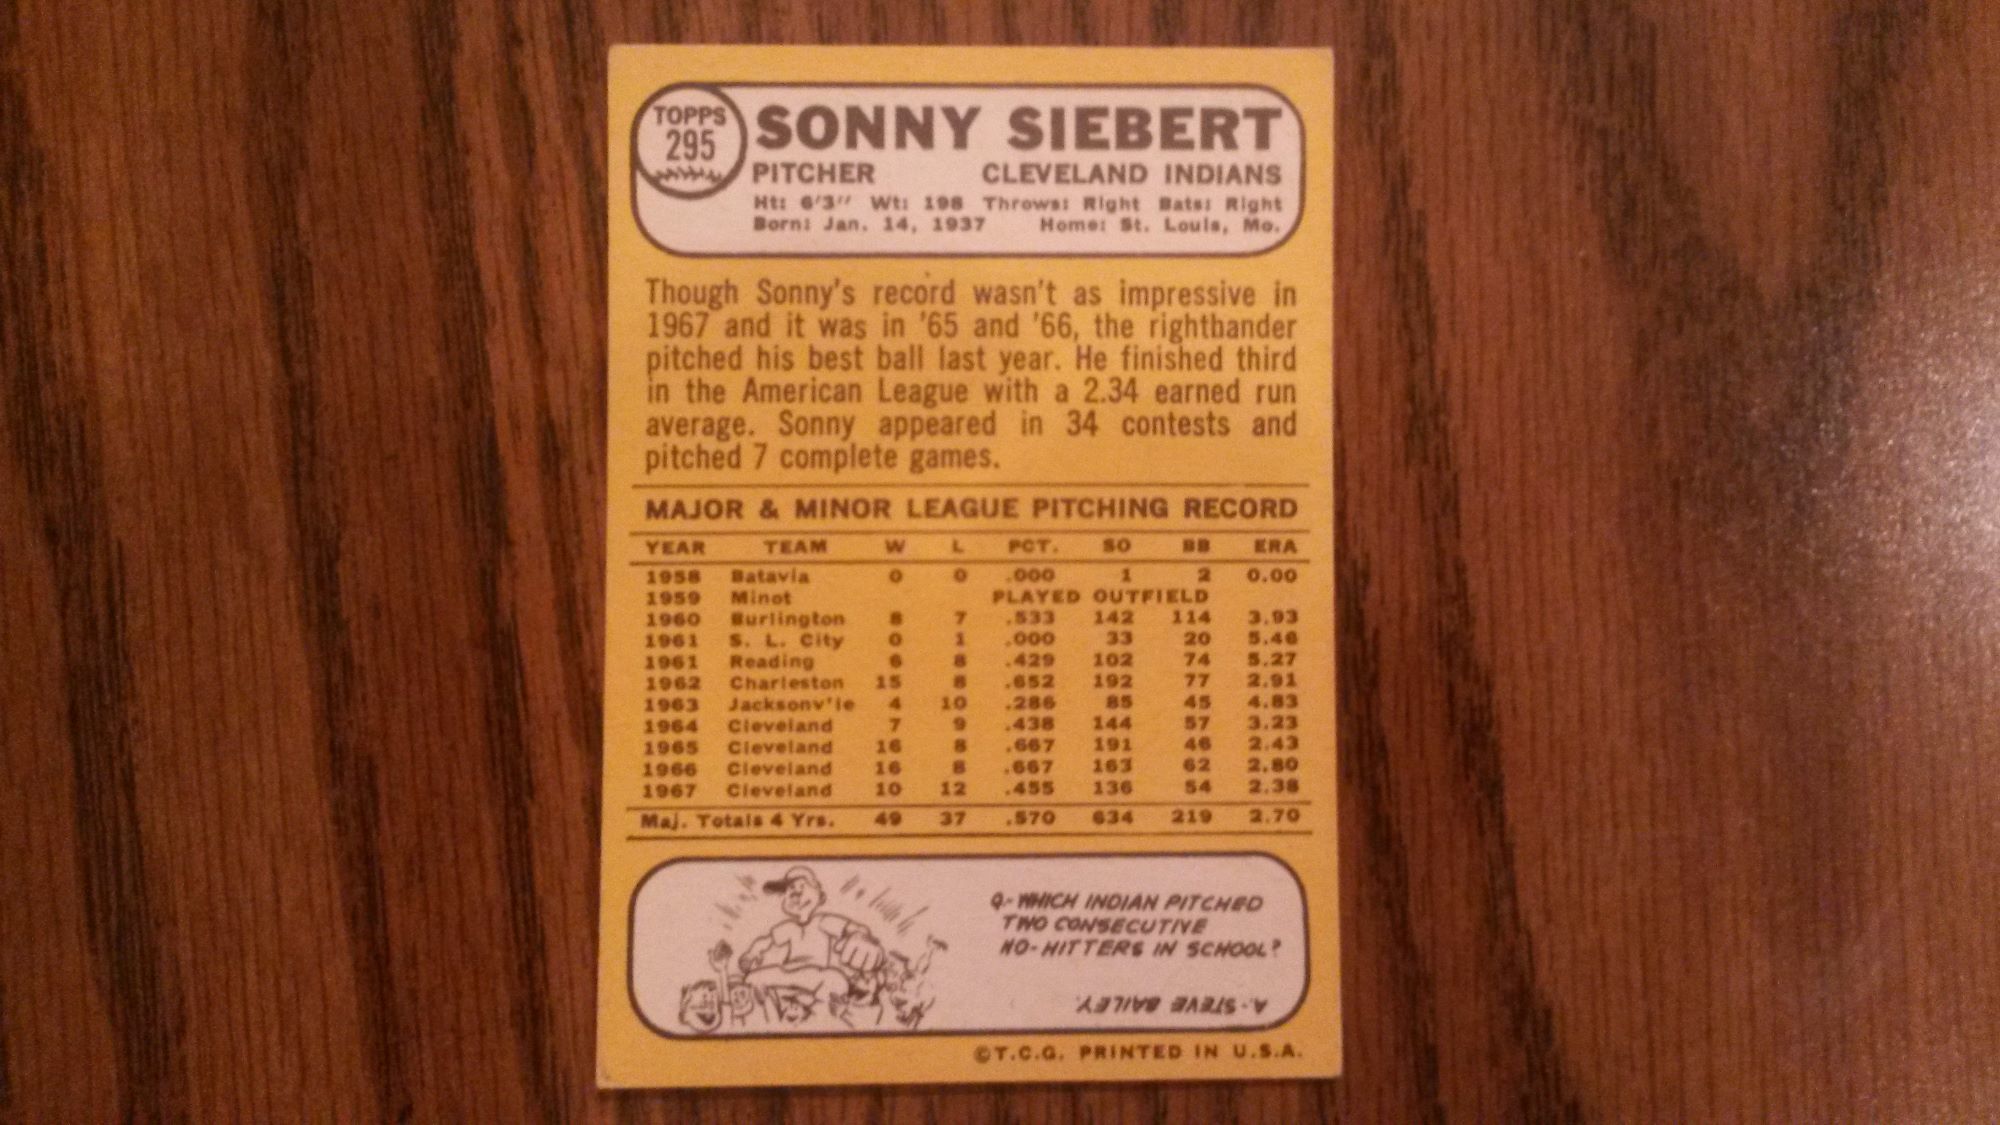 TOPPS
295
SONNY SIEBERT
PITCHER CLEVELAND INDIANS
Ht: 6'3" Wt: 198 Throws: Right Bats: Right
Born: Jan. 14, 1937 Home: St. Louis, Mo.
Though Sonny's record wasn't as impressive in
1967 and it was in '65 and '66, the righthander
pitched his best ball last year. He finished third
in the American League with a 2.34 earned run
average. Sonny appeared in 34 contests and
pitched 7 complete games.
MAJOR & MINOR LEAGUE PITCHING RECORD
YEAR TEAM W L PCT. SO BB ERA
1958 Batavia 0 0 .000 1 2 0.00
1959 Minot PLAYED OUTFIELD
1960 Burlington 8 7 .533 142 114 3.93
1961 S. L. City 0 1 .000 33 20 5.46
1961 Reading 6 8 .429 102 74 5.27
1962 Charleston 15 8 .652 192 77 2.91
1963 Jacksonv'le 4 10 .286 85 45 4.83
1964 Cleveland 7 9 .438 144 57 3.23
1965 Cleveland 16 8 .667 191 46 2.43
1966 Cleveland 16 8 .667 163 62 2.80
1967 Cleveland 10 12 .455 136 54 2.38
Maj. Totals 4 Yrs. 49 37 .570 634 219 2.70
Q.- WHICH INDIAN PITCHED
TWO CONSECUTIVE
NO-HITTERS IN SCHOOL?
A.- STEVE BAILEY.
©T.C.G. PRINTED IN U.S.A.